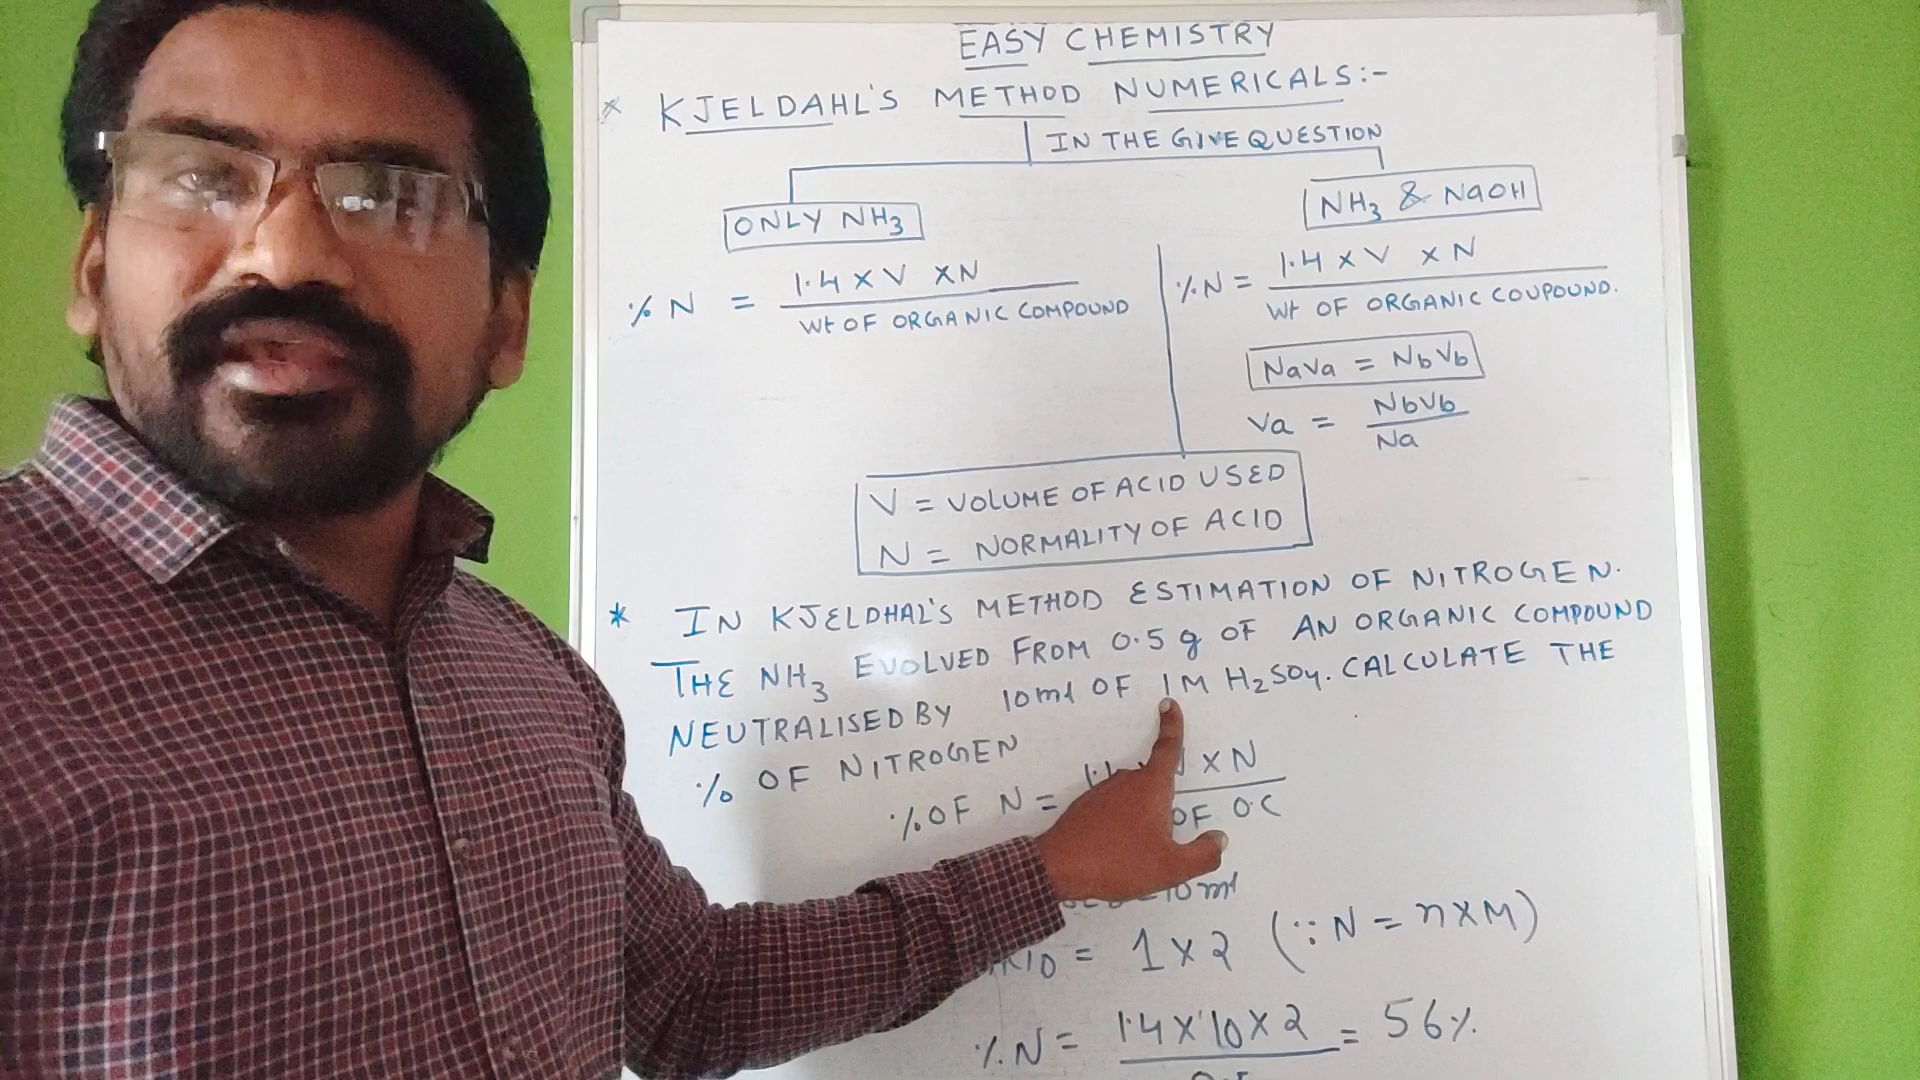 EASY CHEMISTRY
* KJELDAHL'S METHOD NUMERICALS:-
IN THE GIVE QUESTION
ONLY NH3
NH3 & NaOH
% N = 1.4 x V x N
Wt OF ORGANIC COMPOUND
% N = 1.4 x V x N
Wt OF ORGANIC COUPOUND.
NaVa = NbVb
Va = NbVb
Na
V = VOLUME OF ACID USED
N = NORMALITY OF ACID
* IN KJELDHAL'S METHOD ESTIMATION OF NITROGEN.
THE NH3 EVOLVED FROM 0.5 g OF AN ORGANIC COMPOUND
NEUTRALISED BY 10ml OF 1M H2SO4. CALCULATE THE
% OF NITROGEN
% OF N = x N
OF O.C
10 ml
= 1 x 2 (∵ N = n x M)
% N = 1.4 x 10 x 2 = 56%